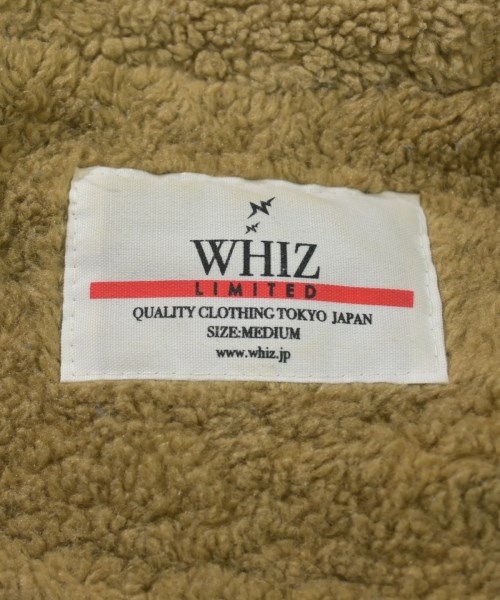 WHIZ
LIMITED
QUALITY CLOTHING TOKYO JAPAN
SIZE:MEDIUM
www.whiz.jp